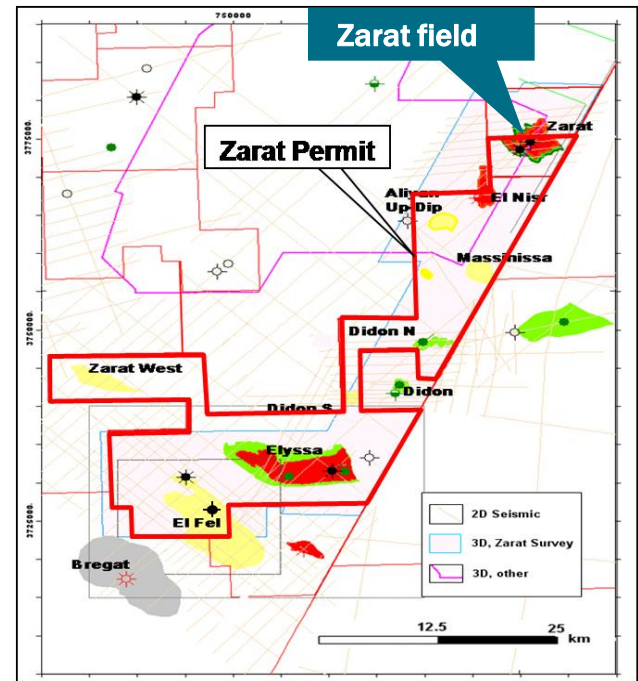 750000
Zarat field
3775000.
Zarat
Zarat Permit
Aliyan
Up-Dip
El Nisr
Massinissa
3750000.
Didon N
Zarat West
Didon
Didon S
Elyssa
3725000.
El Fel
2D Seismic
3D, Zarat Survey
3D, other
Bregat
12.5
25
km